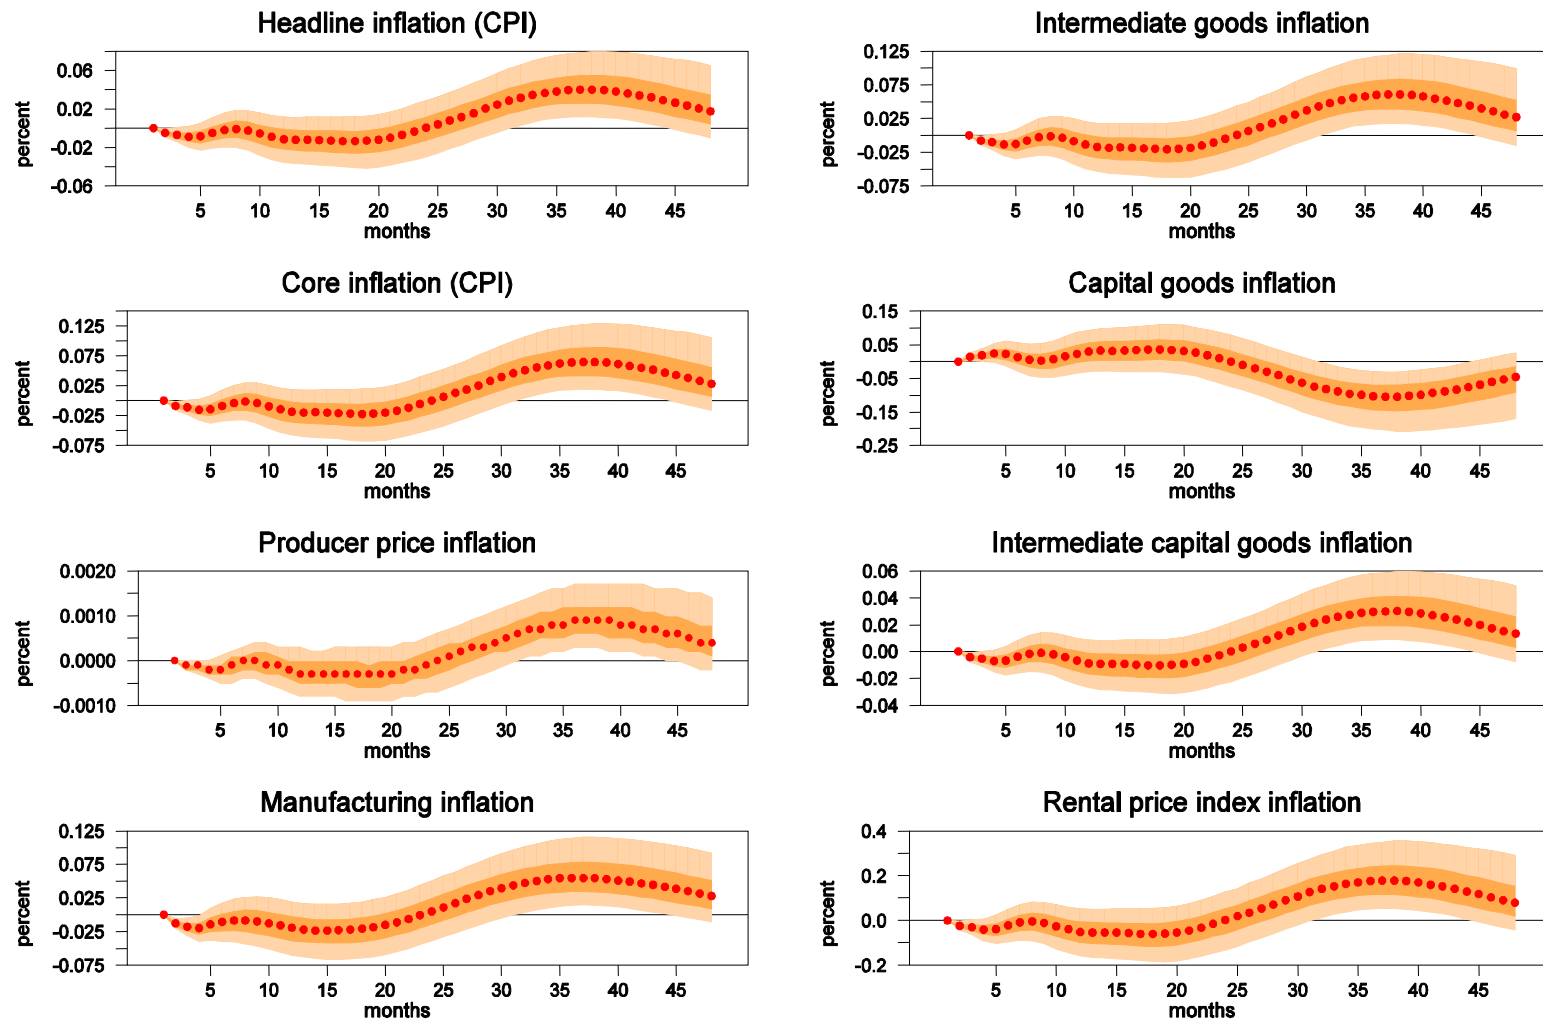 Headline inflation (CPI)
percent
0.06
0.02
-0.02
-0.06
5 10 15 20 25 30 35 40 45
months
Intermediate goods inflation
percent
0.125
0.075
0.025
-0.025
-0.075
5 10 15 20 25 30 35 40 45
months
Core inflation (CPI)
percent
0.125
0.075
0.025
-0.025
-0.075
5 10 15 20 25 30 35 40 45
months
Capital goods inflation
percent
0.15
0.05
-0.05
-0.15
-0.25
5 10 15 20 25 30 35 40 45
months
Producer price inflation
percent
0.0020
0.0010
0.0000
-0.0010
5 10 15 20 25 30 35 40 45
months
Intermediate capital goods inflation
percent
0.06
0.04
0.02
0.00
-0.02
-0.04
5 10 15 20 25 30 35 40 45
months
Manufacturing inflation
percent
0.125
0.075
0.025
-0.025
-0.075
5 10 15 20 25 30 35 40 45
months
Rental price index inflation
percent
0.4
0.2
0.0
-0.2
5 10 15 20 25 30 35 40 45
months